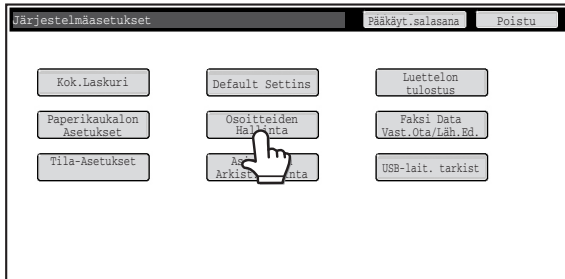 Järjestelmäasetukset Pääkäyt.salasana Poistu
Kok.Laskuri Default Settins Luettelon
tulostus
Paperikaukalon
Asetukset
Osoitteiden
Hallinta
Faksi Data
Vast.Ota/Läh.Ed.
Tila-Asetukset
USB-lait. tarkist